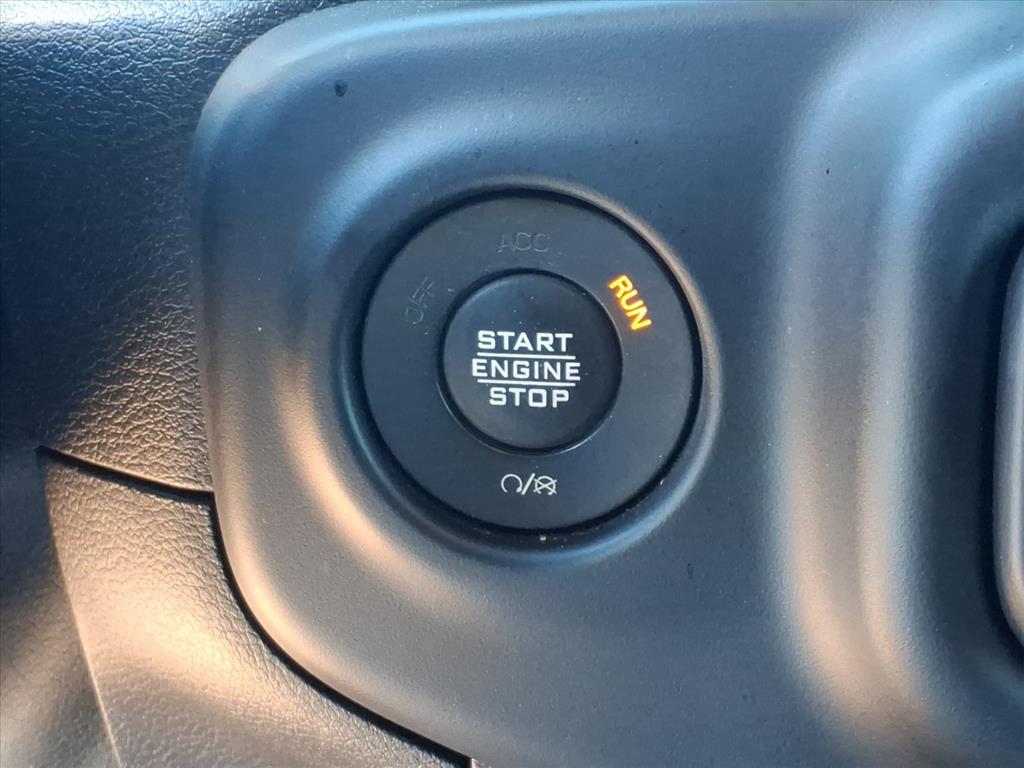 ACC
OFF
RUN
START
ENGINE
STOP